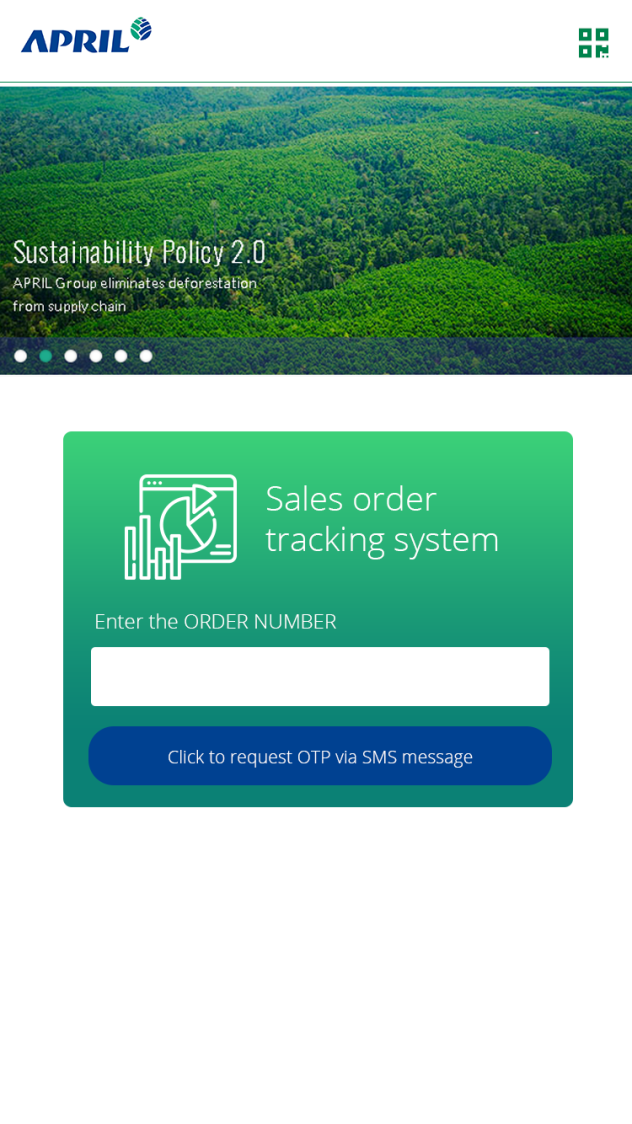 APRIL
Sustainability Policy 2.0
APRIL Group eliminates deforestation
from supply chain
Sales order
tracking system
Enter the ORDER NUMBER
Click to request OTP via SMS message